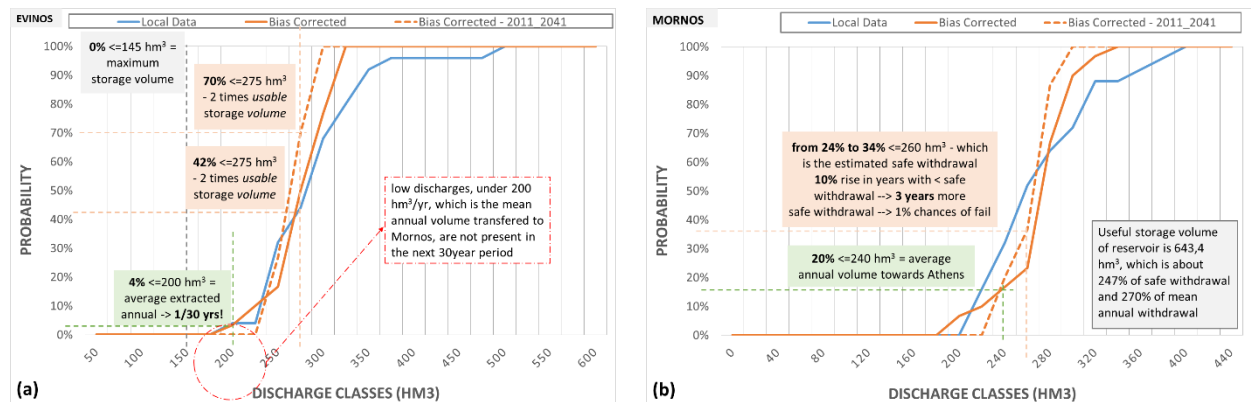 EVINOS
Local Data
Bias Corrected
Bias Corrected - 2011_2041
PROBABILITY
100%
90%
80%
70%
60%
50%
40%
30%
20%
10%
0%
0% <=145 hm³ =
maximum
storage volume
70% <=275 hm³
- 2 times usable
storage volume
42% <=275 hm³
- 2 times usable
storage volume
4% <=200 hm³ =
average extracted
annual -> 1/30 yrs!
low discharges, under 200
hm³/yr, which is the mean
annual volume transfered to
Mornos, are not present in
the next 30year period
50
100
150
200
250
300
350
400
450
500
550
600
(a)
DISCHARGE CLASSES (HM3)
MORNOS
Local Data
Bias Corrected
Bias Corrected - 2011_2041
PROBABILITY
100%
90%
80%
70%
60%
50%
40%
30%
20%
10%
0%
from 24% to 34% <=260 hm³ - which
is the estimated safe withdrawal
10% rise in years with < safe
withdrawal --> 3 years more
safe withdrawal --> 1% chances of fail
20% <=240 hm³ = average
annual volume towards Athens
Useful storage volume
of reservoir is 643,4
hm³, which is about
247% of safe withdrawal
and 270% of mean
annual withdrawal
0
40
80
120
160
200
240
280
320
360
400
440
(b)
DISCHARGE CLASSES (HM3)